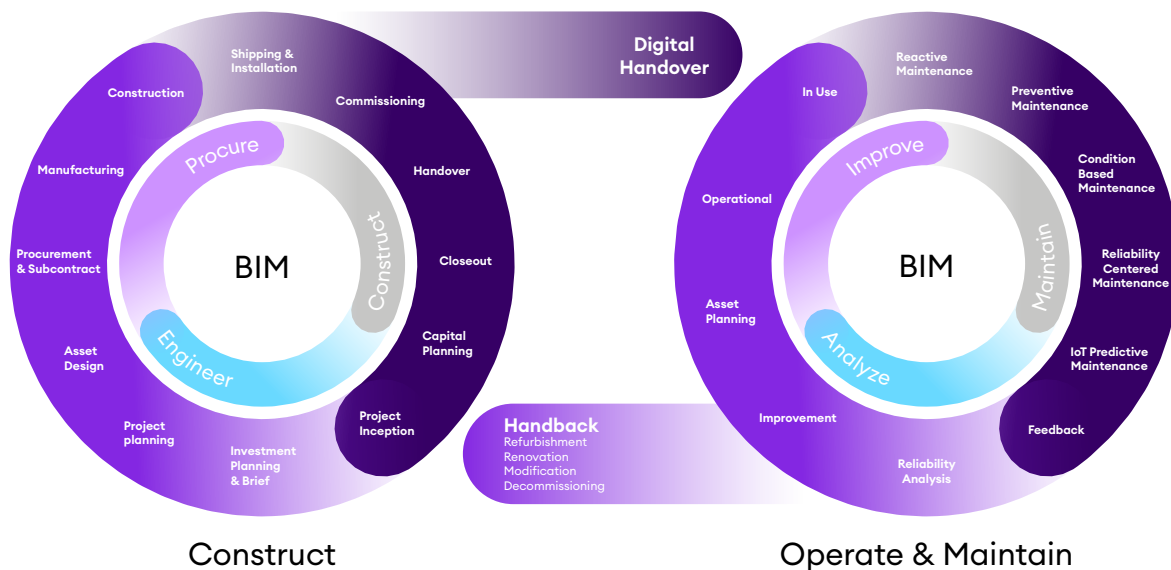 Shipping &
Installation
Commissioning
Handover
Closeout
Capital
Planning
Project
Inception
Investment
Planning
& Brief
Project
planning
Asset
Design
Procurement
& Subcontract
Manufacturing
Construction
Procure
Construct
Engineer
BIM
Construct
Digital
Handover
Handback
Refurbishment
Renovation
Modification
Decommissioning
In Use
Reactive
Maintenance
Preventive
Maintenance
Condition
Based
Maintenance
Reliability
Centered
Maintenance
IoT Predictive
Maintenance
Feedback
Reliability
Analysis
Improvement
Asset
Planning
Operational
Improve
Maintain
Analyze
BIM
Operate & Maintain